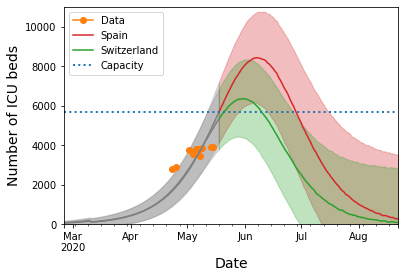 Number of ICU beds
10000
8000
6000
4000
2000
0
Data
Spain
Switzerland
Capacity
Mar
2020
Apr
May
Jun
Jul
Aug
Date